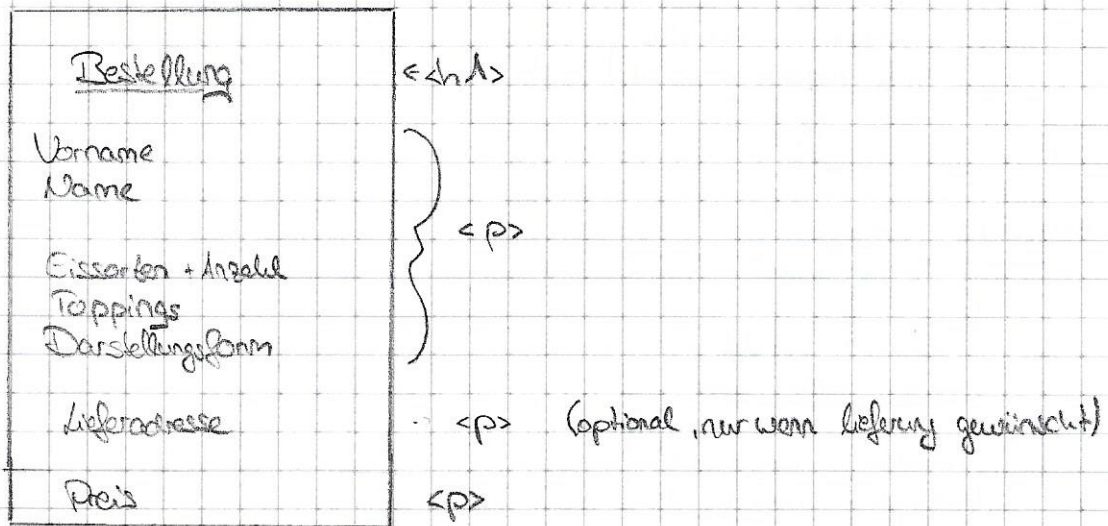 Bestellung <h1>
Vorname
Name
<p>
Eissorten + Anzahl
Toppings
Darstellungsform
Lieferadresse <p> (optional, nur wenn lieferung gewünscht)
Preis <p>